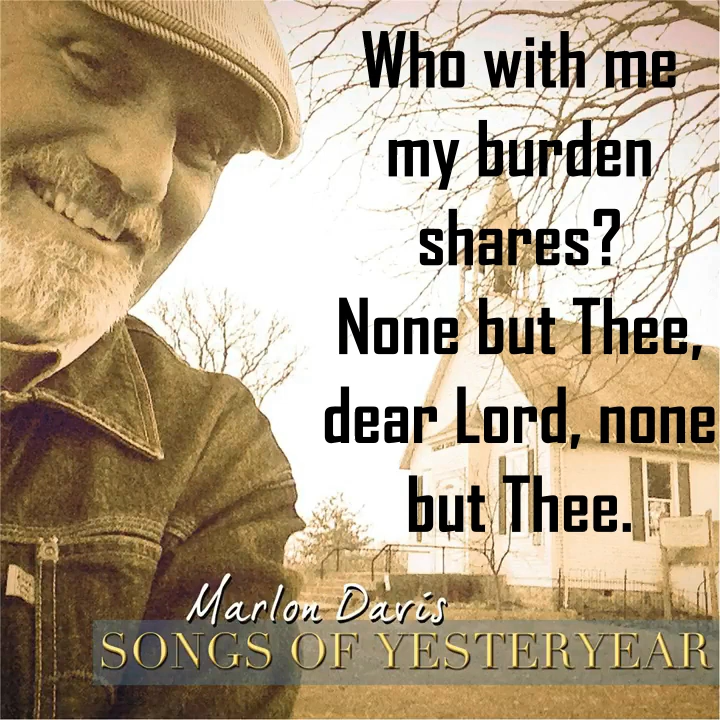 Who with me
my burden
shares?
None but Thee,
dear Lord, none
but Thee.
Marlon Davis
SONGS OF YESTERYEAR